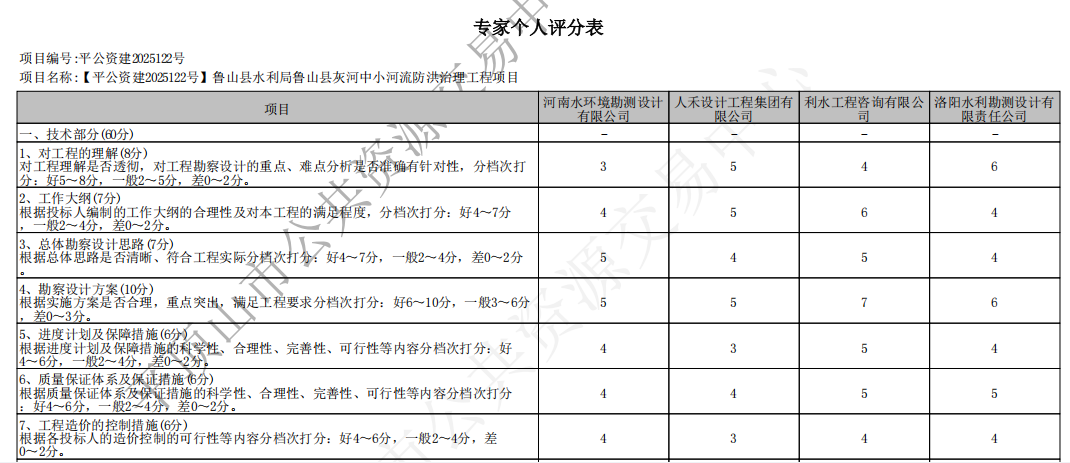 专家个人评分表
项目编号:平公资建2025122号
项目名称:【平公资建2025122号】鲁山县水利局鲁山县灰河中小河流防洪治理工程项目
项目 河南水环境勘测设计有限公司 人禾设计工程集团有限公司 利水工程咨询有限公司 洛阳水利勘测设计有限责任公司
一、技术部分(60分) - - - -
1、对工程的理解(8分)
对工程理解是否透彻，对工程勘察设计的重点、难点分析是否准确有针对性，分档次打
分：好5～8分，一般2～5分，差0～2分。
3 5 4 6
2、工作大纲(7分)
根据投标人编制的工作大纲的合理性及对本工程的满足程度，分档次打分：好4～7分
，一般2～4分，差0～2分。
4 5 6 4
3、总体勘察设计思路(7分)
根据总体思路是否清晰、符合工程实际分档次打分：好4～7分，一般2～4分，差0～2分
。
5 4 5 4
4、勘察设计方案(10分)
根据实施方案是否合理，重点突出，满足工程要求分档次打分：好6～10分，一般3～6分
，差0～3分。
5 5 7 6
5、进度计划及保障措施(6分)
根据进度计划及保障措施的科学性、合理性、完善性、可行性等内容分档次打分：好
4～6分，一般2～4分，差0～2分。
4 3 5 4
6、质量保证体系及保证措施(6分)
根据质量保证体系及保证措施的科学性、合理性、完善性、可行性等内容分档次打分
：好4～6分，一般2～4分，差0～2分。
4 4 5 5
7、工程造价的控制措施(6分)
根据各投标人的造价控制的可行性等内容分档次打分：好4～6分，一般2～4分，差
0～2分。
4 3 4 4
平顶山市公共资源交易中
市公共资源交易中心